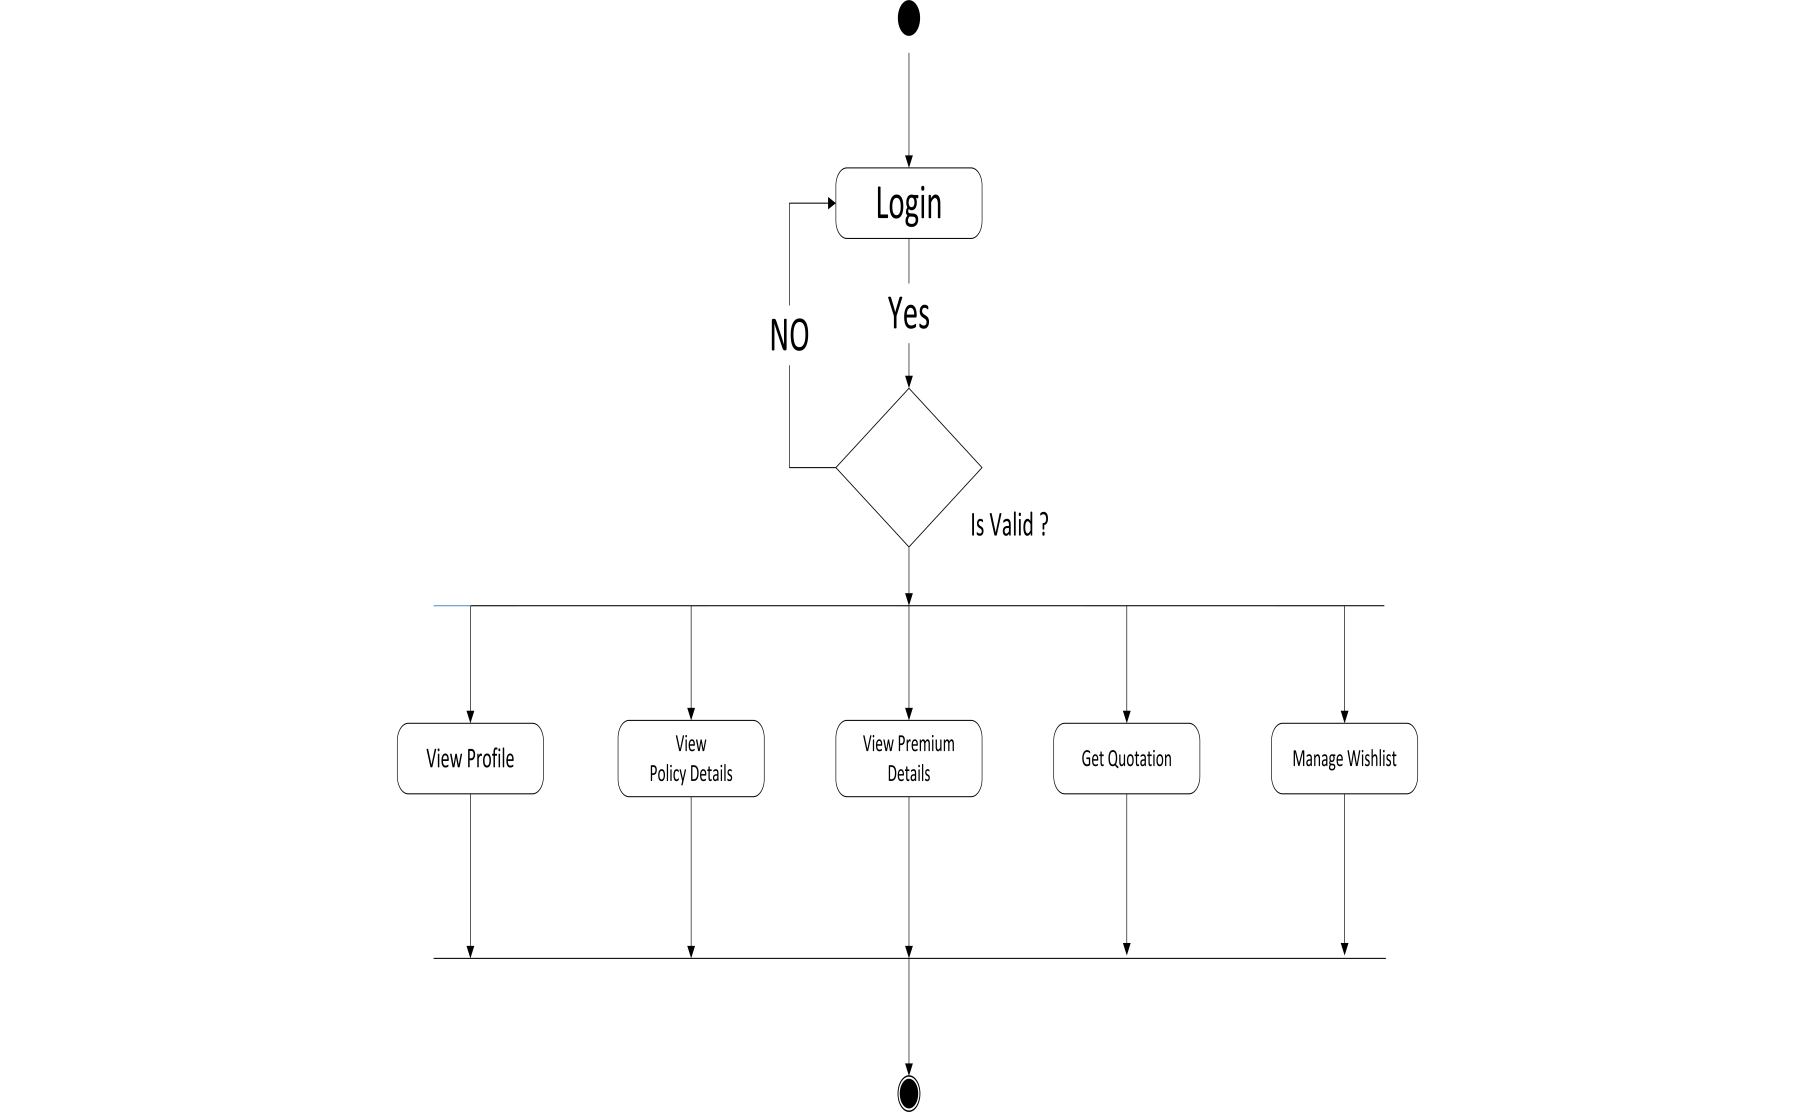 Login
Yes
NO
Is Valid ?
View Profile
View
Policy Details
View Premium
Details
Get Quotation
Manage Wishlist